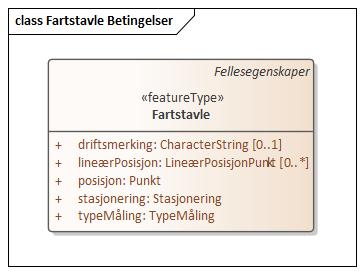 class Fartstavle Betingelser
Fellesegenskaper
«featureType»
Fartstavle
+ driftsmerking: CharacterString [0..1]
+ lineærPosisjon: LineærPosisjonPunkt [0..*]
+ posisjon: Punkt
+ stasjonering: Stasjonering
+ typeMåling: TypeMåling